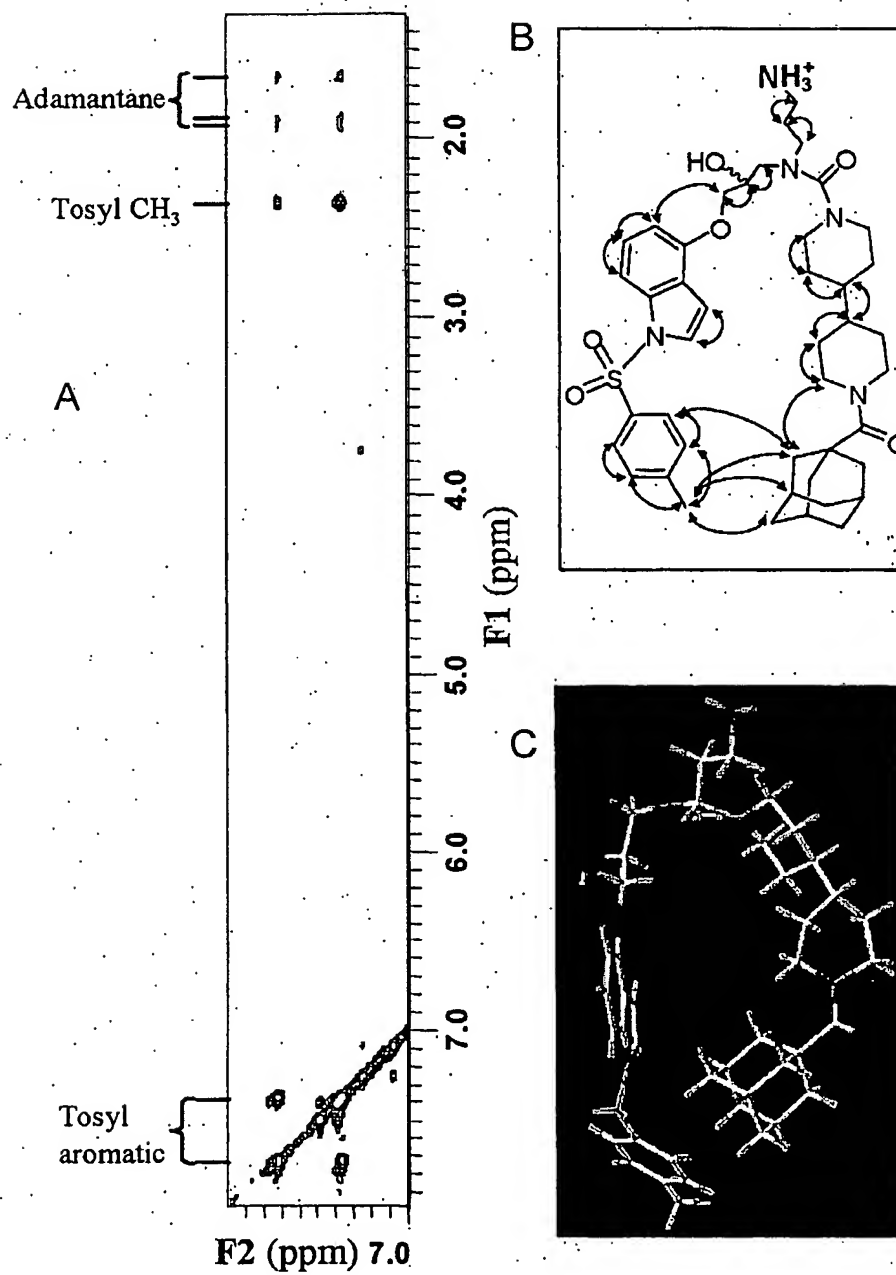 A
Adamantane
Tosyl CH3
Tosyl
aromatic
2.0
3.0
4.0
5.0
6.0
7.0
F1 (ppm)
F2 (ppm) 7.0
B
NH3+
HO
N
O
O
N
N
S
O
O
N
O
C